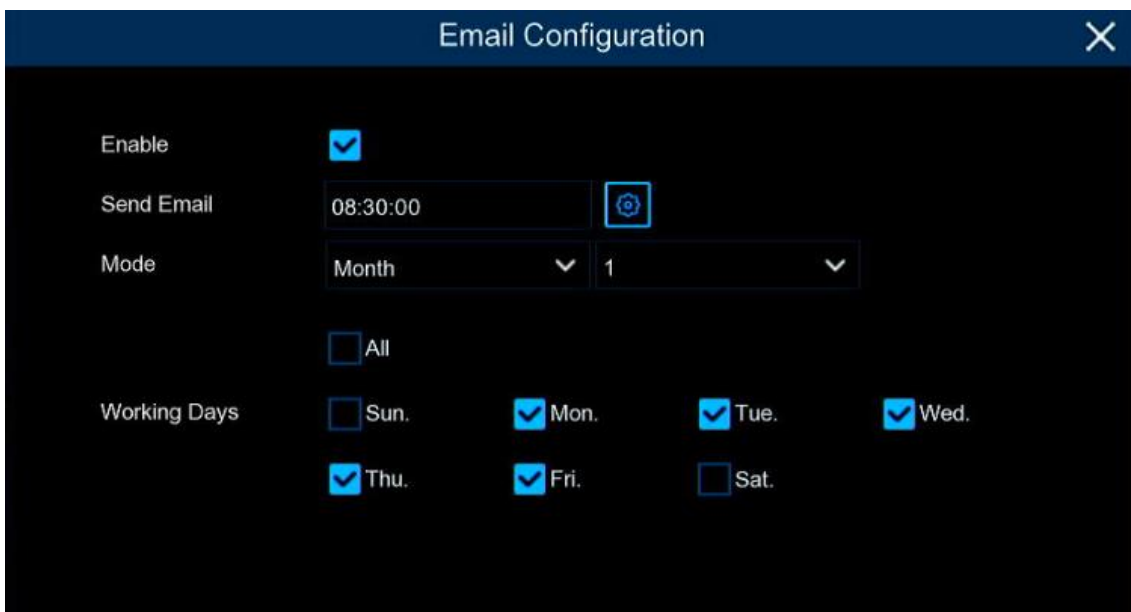 Email Configuration
Enable
Send Email 08:30:00
Mode Month 1
All
Working Days Sun. Mon. Tue. Wed.
Thu. Fri. Sat.